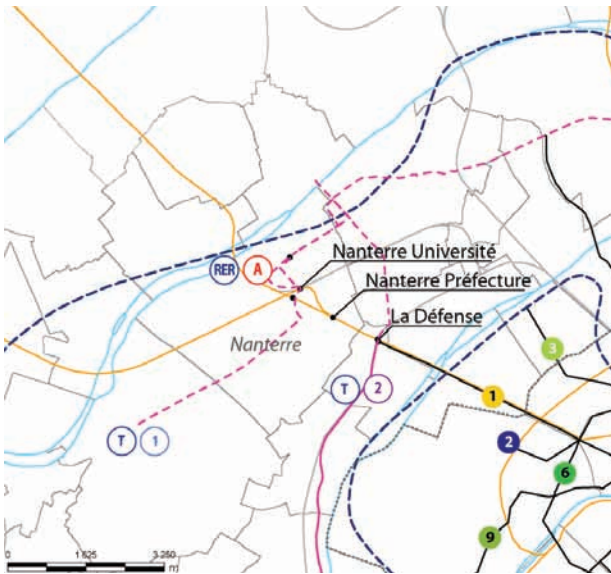 Nanterre Université
RER A
Nanterre Préfecture
La Défense
Nanterre
3
T 2
1
2
T 1
6
9
0 1 625 3 250
m